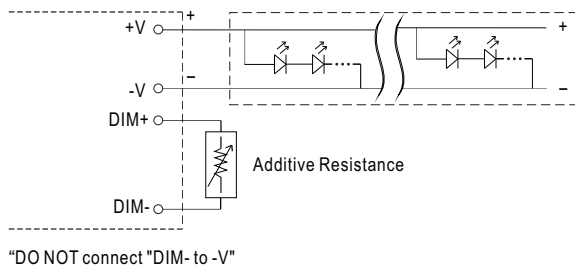 +V
+
+
-V
−
−
DIM+
Additive Resistance
DIM-
“DO NOT connect "DIM- to -V"